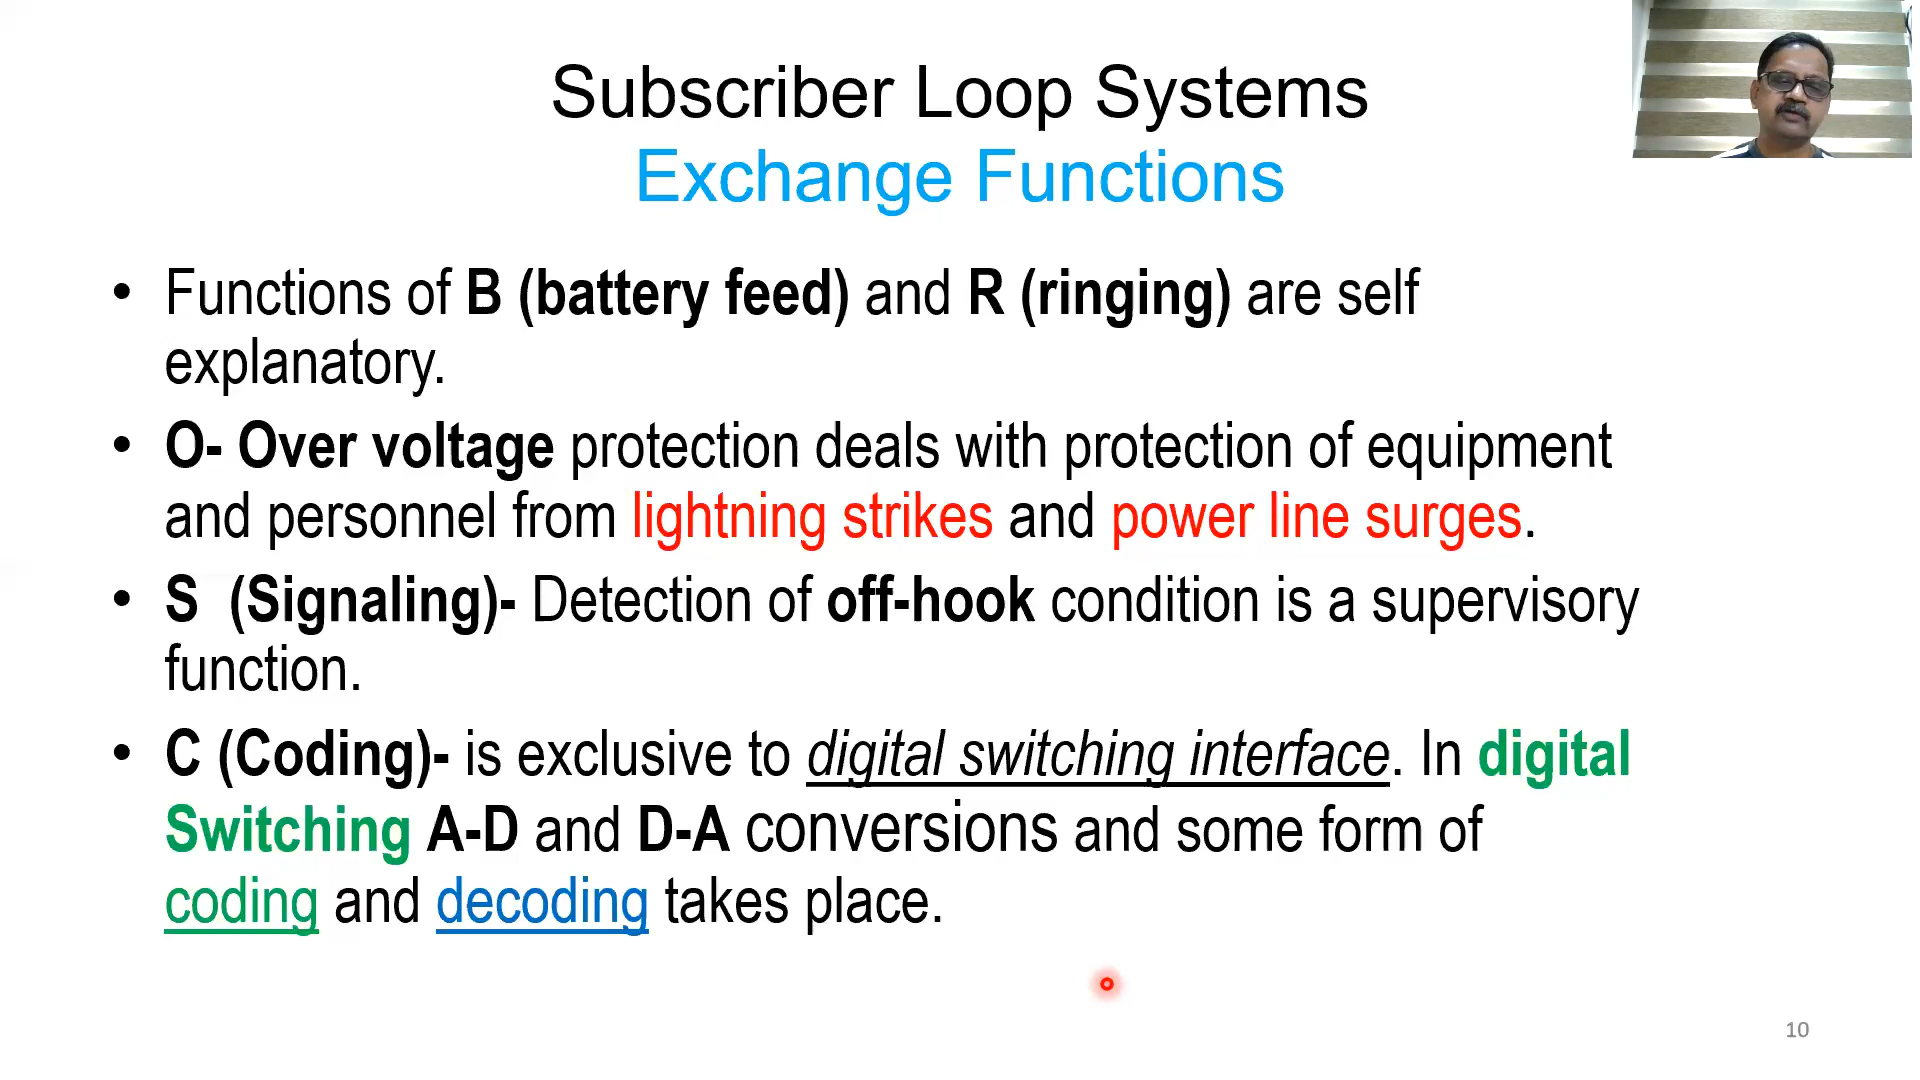 Subscriber Loop Systems
Exchange Functions
• Functions of B (battery feed) and R (ringing) are self
explanatory.
• O- Over voltage protection deals with protection of equipment
and personnel from lightning strikes and power line surges.
• S (Signaling)- Detection of off-hook condition is a supervisory
function.
• C (Coding)- is exclusive to digital switching interface. In digital
Switching A-D and D-A conversions and some form of
coding and decoding takes place.
10